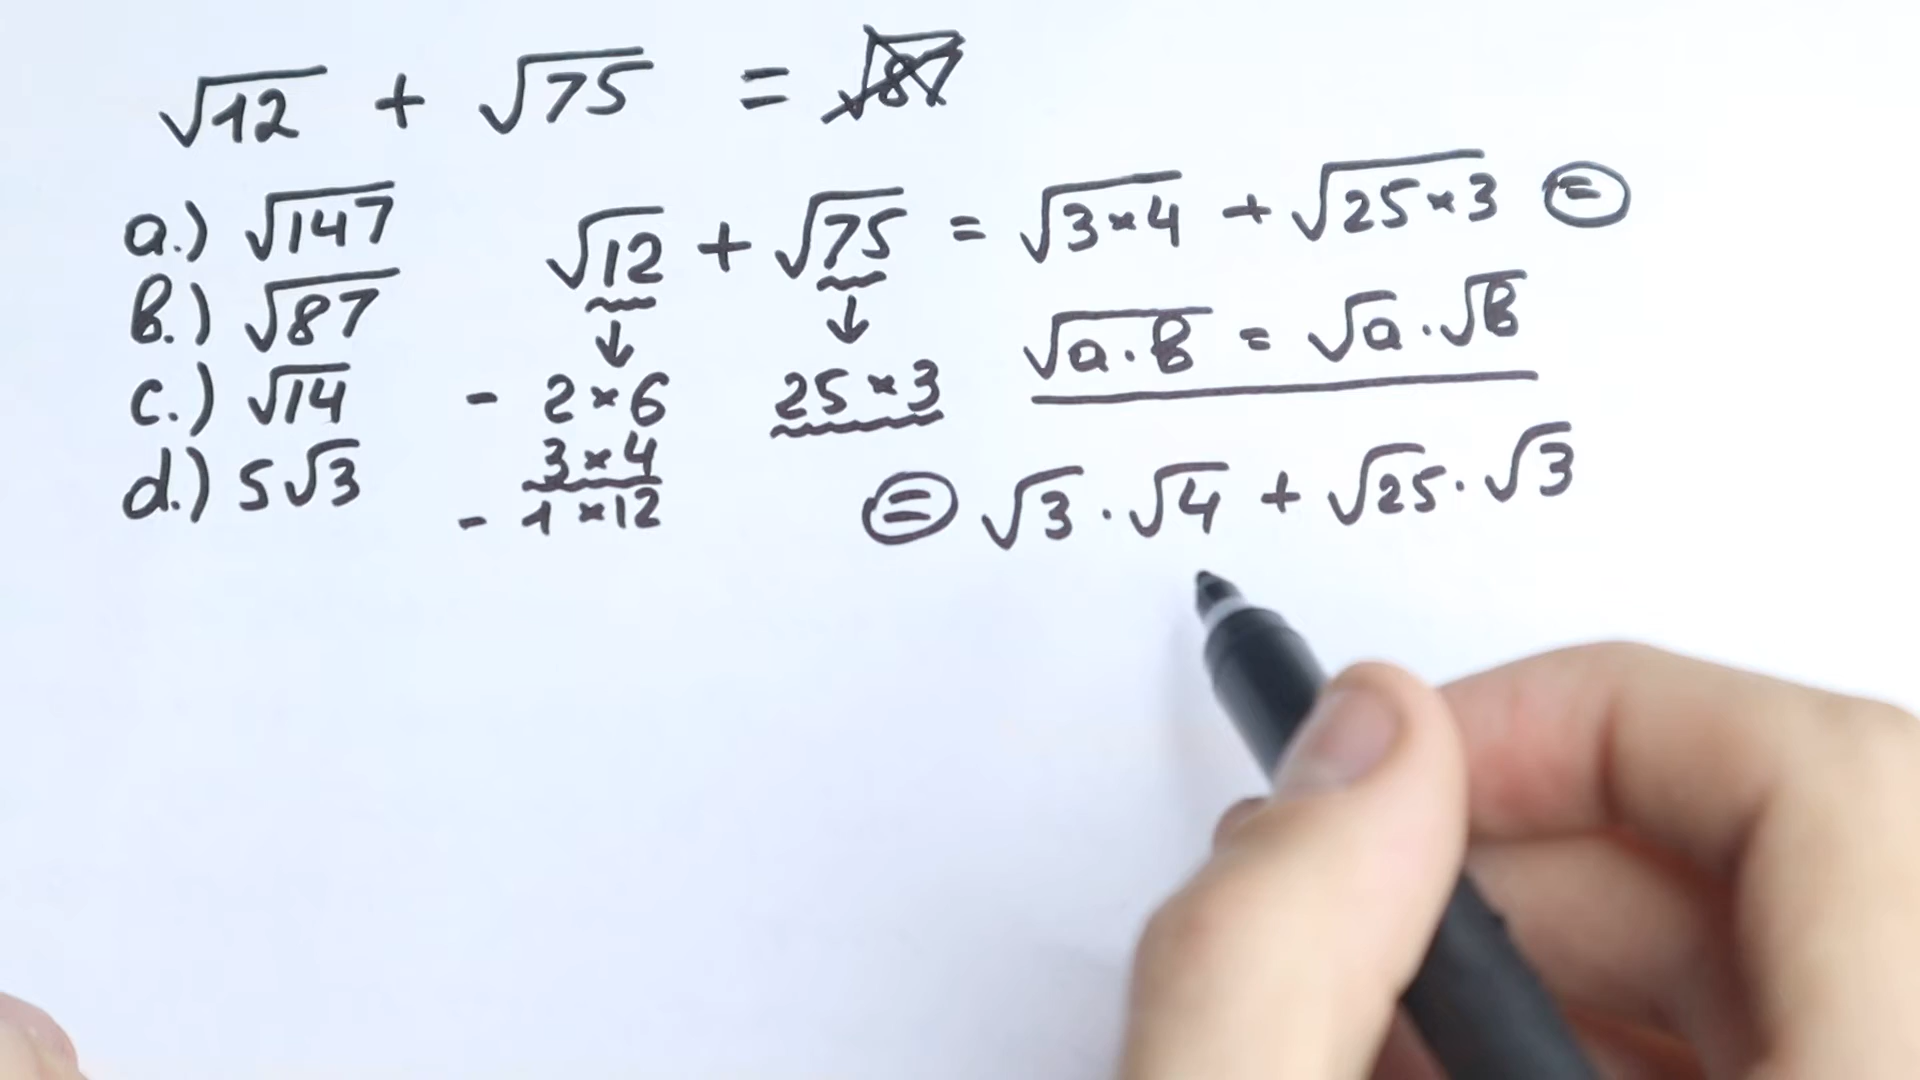 √12 + √75 = √87
a.) √147
b.) √87
c.) √14
d.) 5√3
√12 + √75 = √3×4 + √25×3 =
↓ ↓
- 2×6
3×4
- 1×12
25×3
√a·b = √a·√b
= √3·√4 + √25·√3